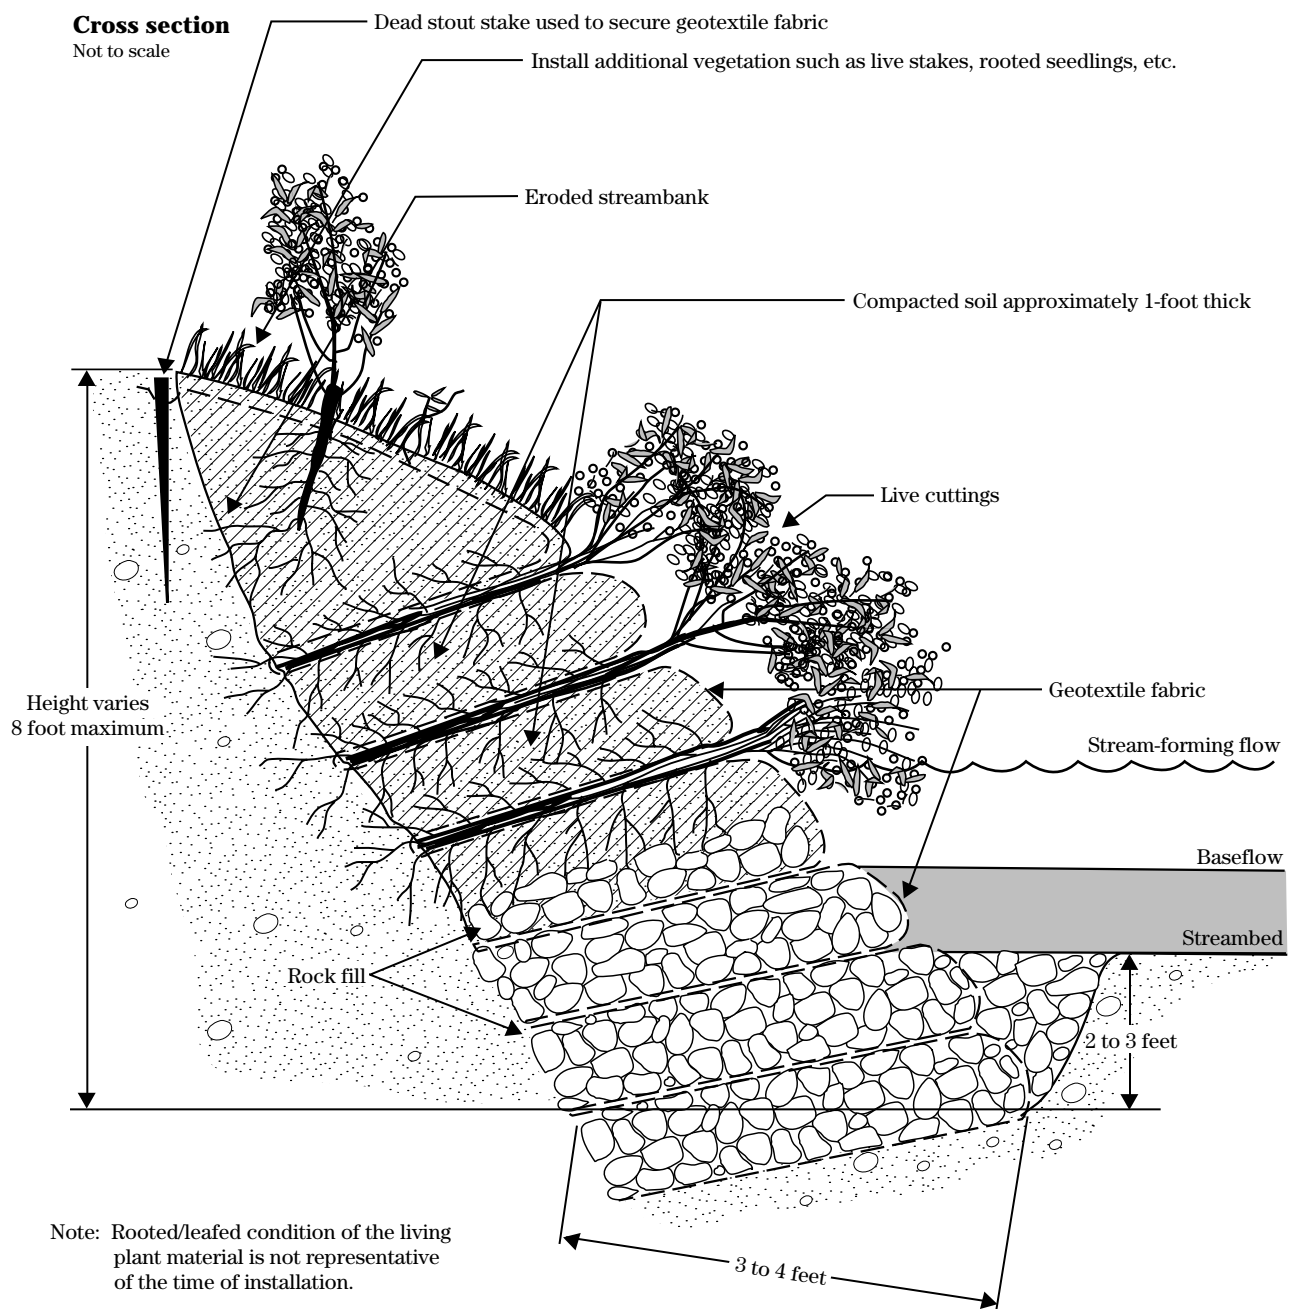 Cross section
Not to scale
Dead stout stake used to secure geotextile fabric
Install additional vegetation such as live stakes, rooted seedlings, etc.
Eroded streambank
Compacted soil approximately 1-foot thick
Live cuttings
Height varies
8 foot maximum
Geotextile fabric
Stream-forming flow
Baseflow
Streambed
Rock fill
2 to 3 feet
3 to 4 feet
Note: Rooted/leafed condition of the living
plant material is not representative
of the time of installation.